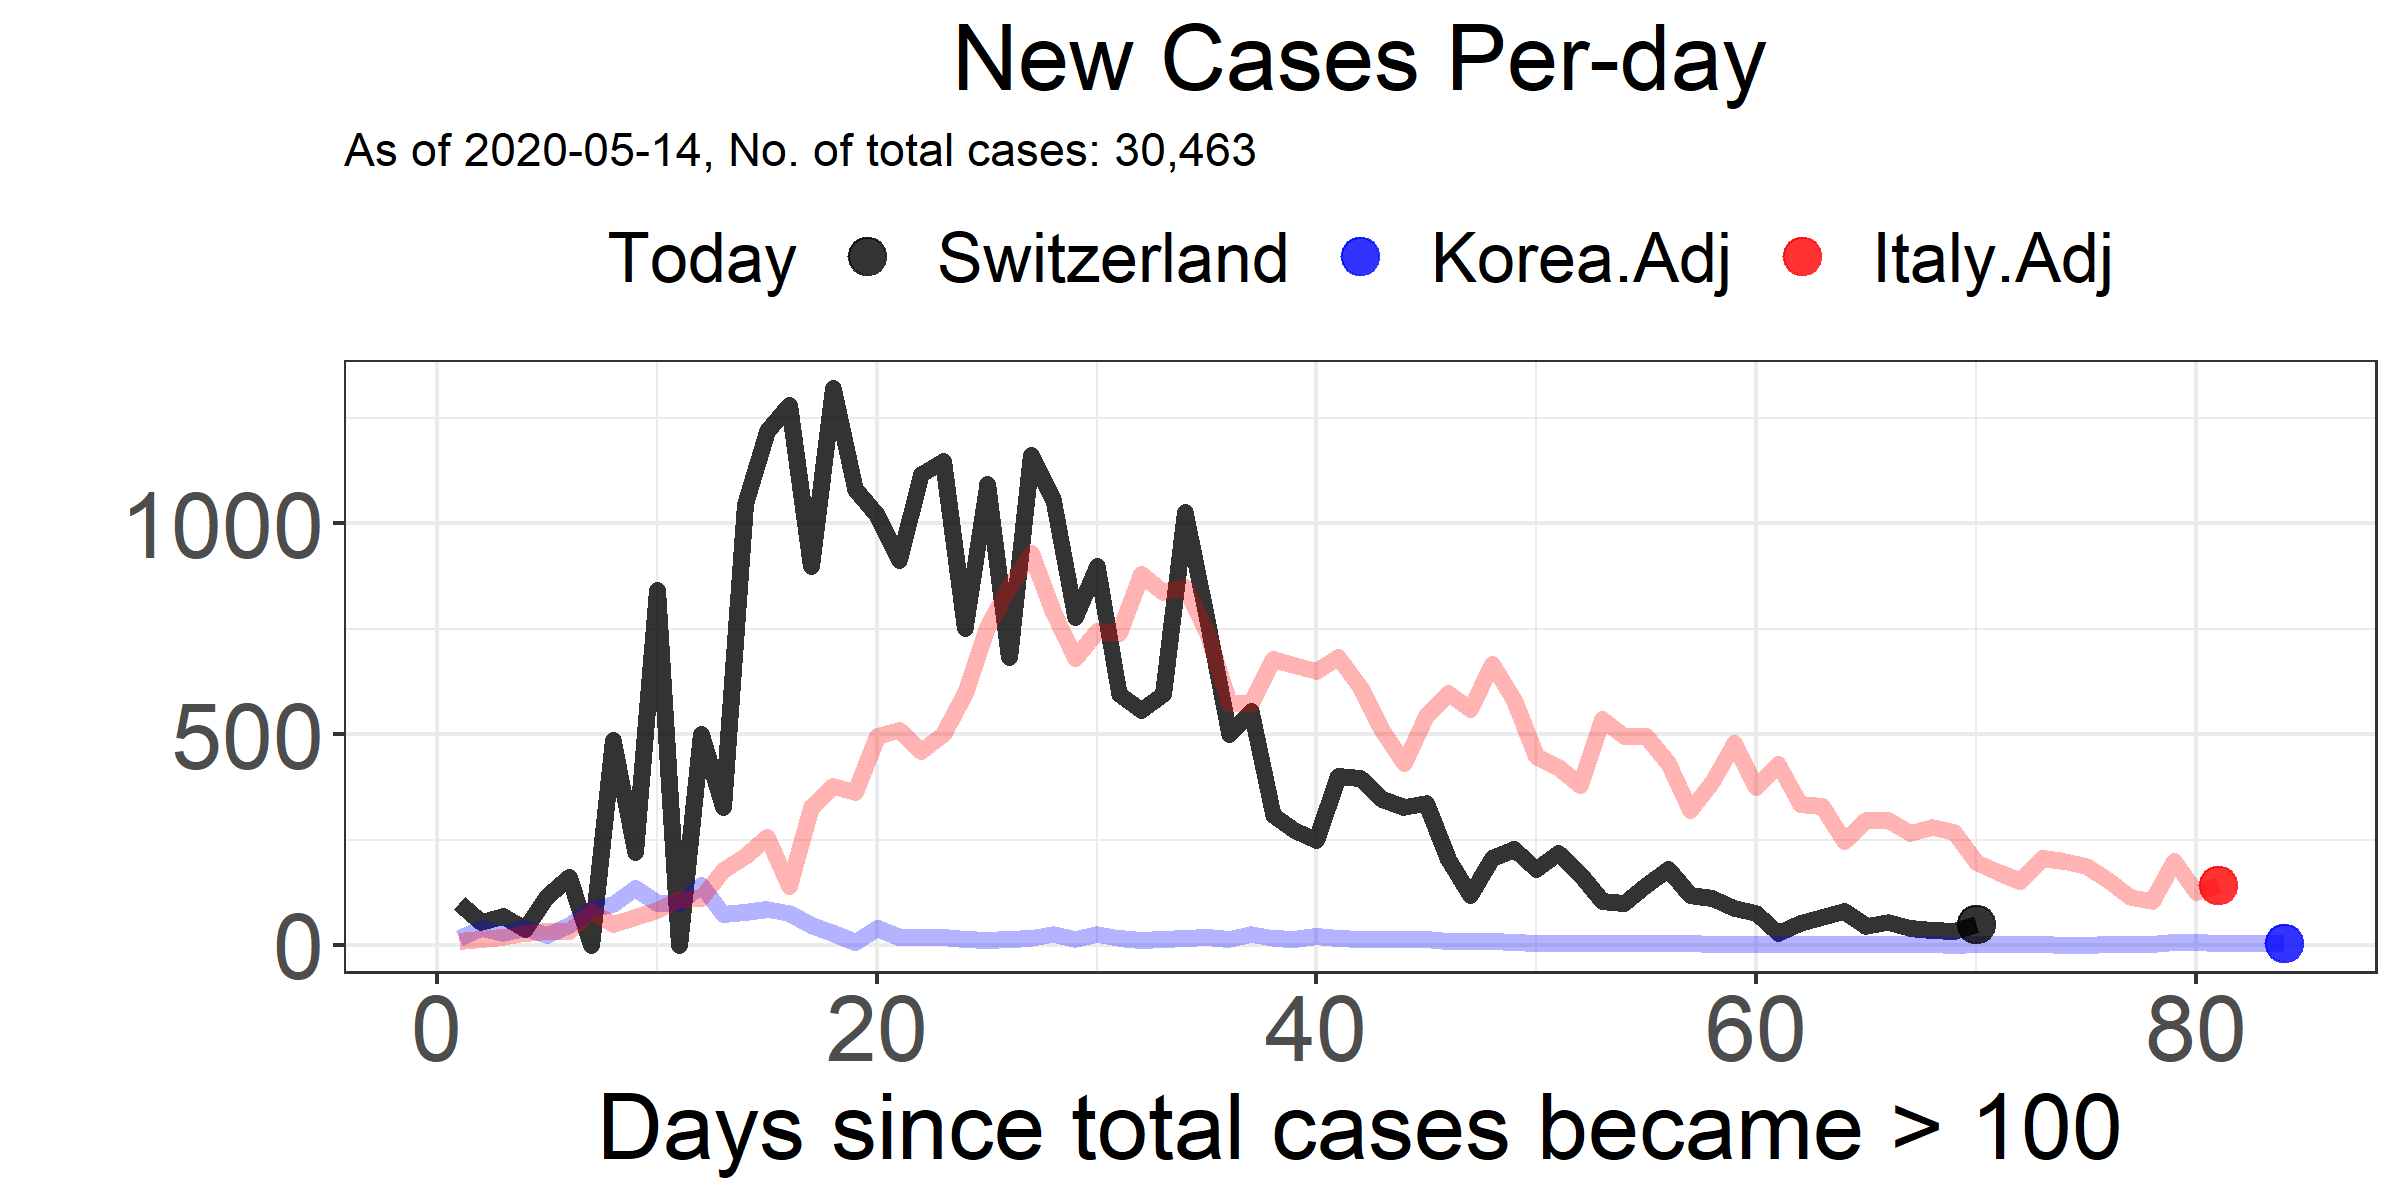 New Cases Per-day
As of 2020-05-14, No. of total cases: 30,463
Today Switzerland Korea.Adj Italy.Adj
1000
500
0
0 20 40 60 80
Days since total cases became > 100